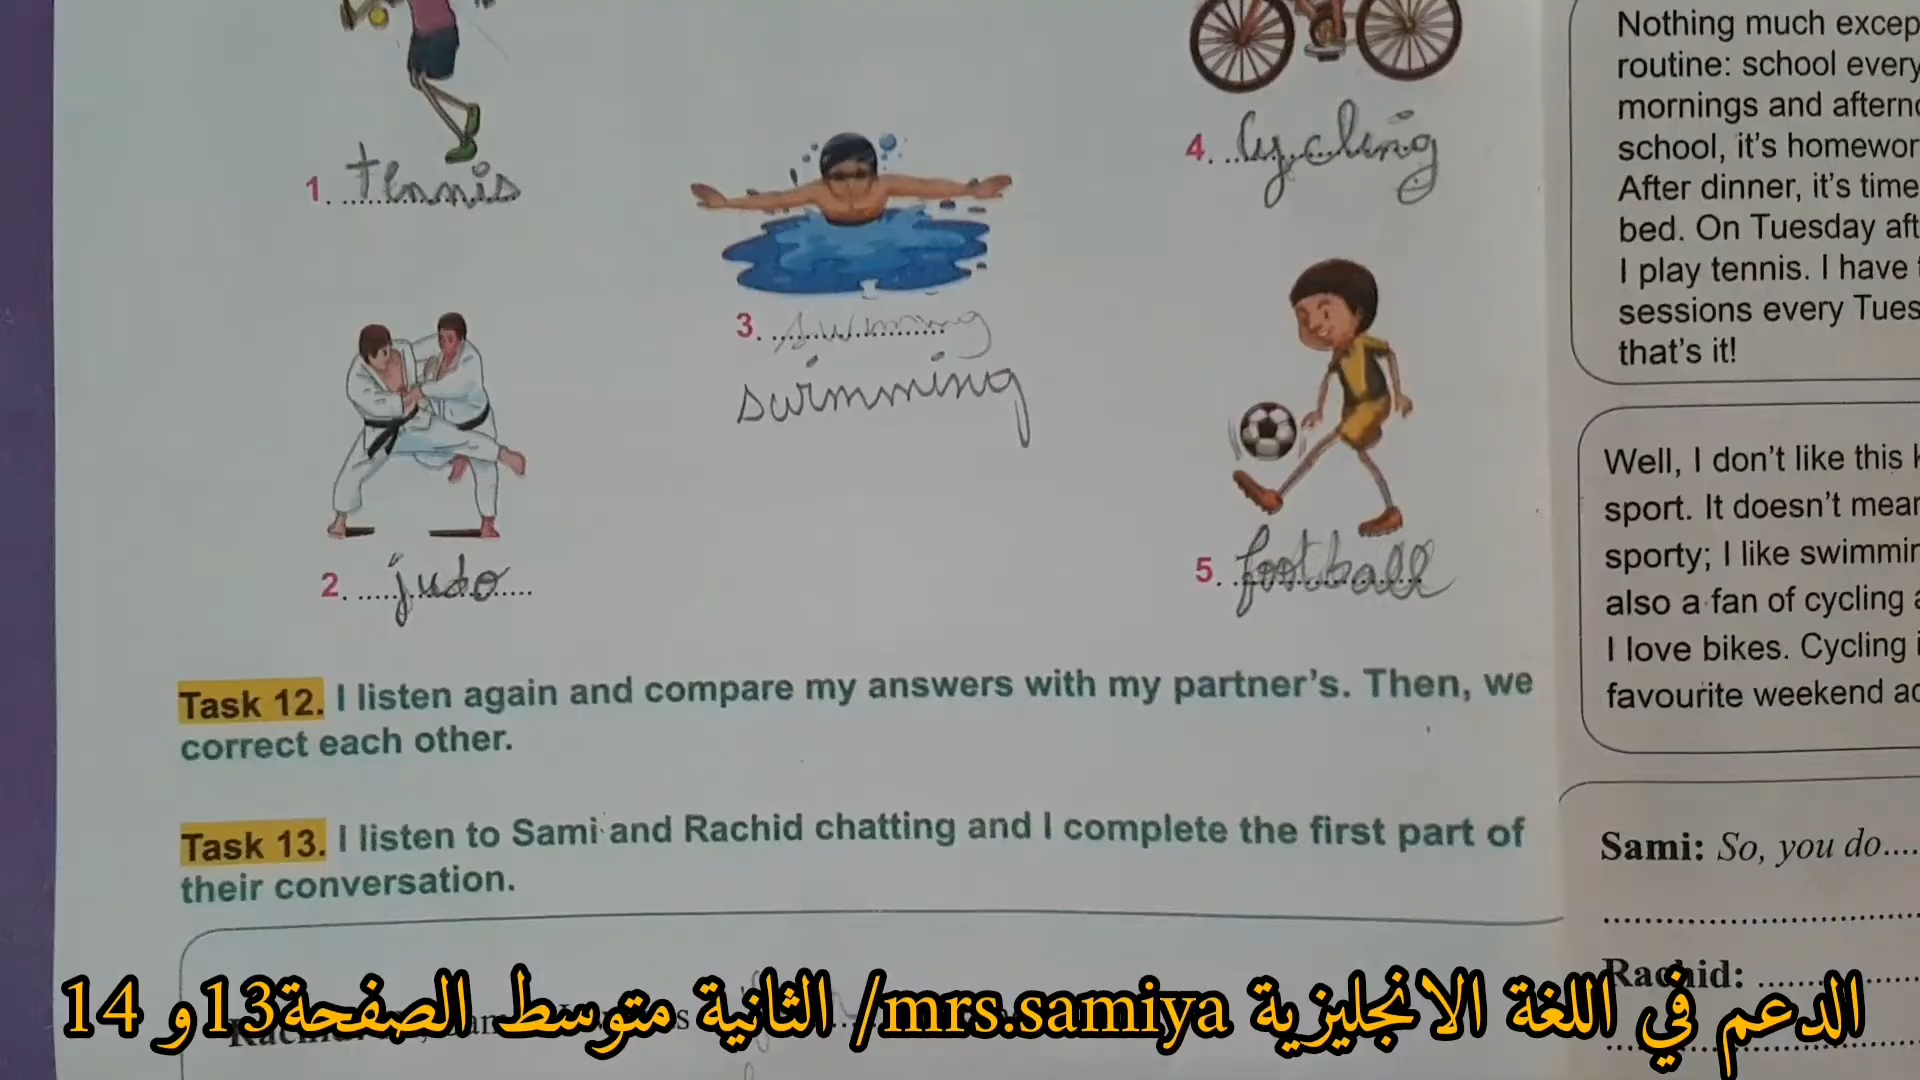 1. tennis
2. judo
3. swimming
swimming
4. cycling
5. football
Task 12. I listen again and compare my answers with my partner's. Then, we
correct each other.
Task 13. I listen to Sami and Rachid chatting and I complete the first part of
their conversation.
Nothing much excep
routine: school every
mornings and afterno
school, it's homewor
After dinner, it's time
bed. On Tuesday aft
I play tennis. I have
sessions every Tues
that's it!
Well, I don't like this
sport. It doesn't mear
sporty; I like swimmin
also a fan of cycling a
I love bikes. Cycling i
favourite weekend ac
Sami: So, you do....
Rachid: ........
الدعم في اللغة الانجليزية mrs.samiya/ الثانية متوسط الصفحة13و 14